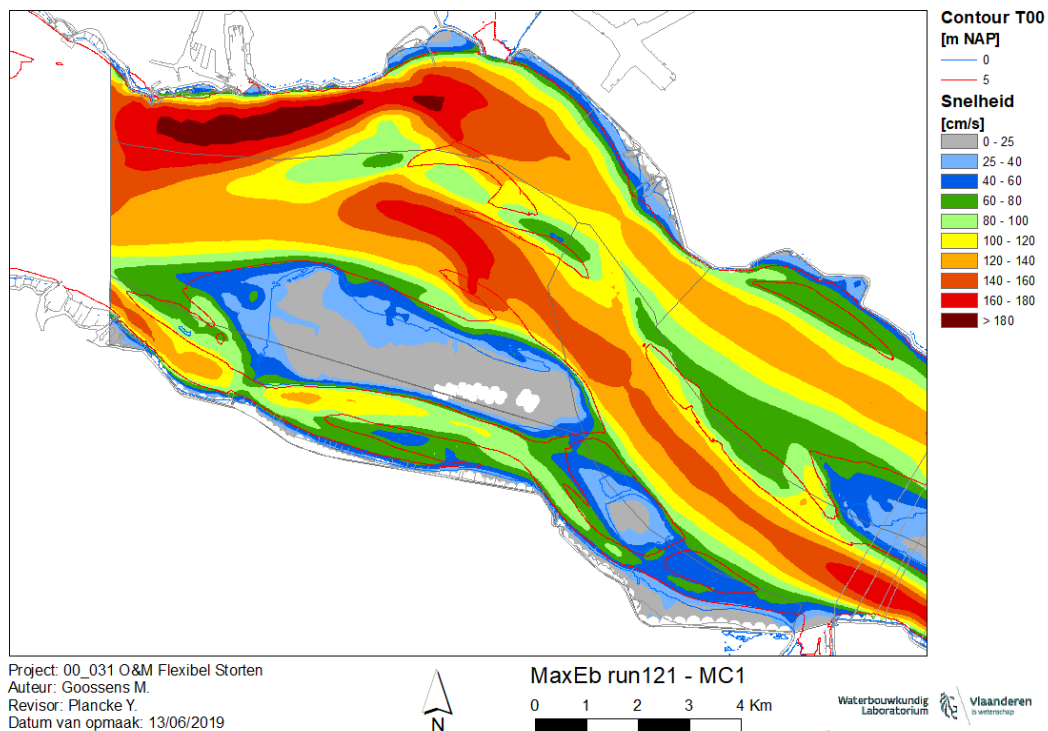 Contour T00
[m NAP]
0
5
Snelheid
[cm/s]
0 - 25
25 - 40
40 - 60
60 - 80
80 - 100
100 - 120
120 - 140
140 - 160
160 - 180
> 180
Project: 00_031 O&M Flexibel Storten
Auteur: Goossens M.
Revisor: Plancke Y.
Datum van opmaak: 13/06/2019
N
MaxEb run121 - MC1
0 1 2 3 4 Km
Waterbouwkundig
Laboratorium
Vlaanderen
is wetenschap